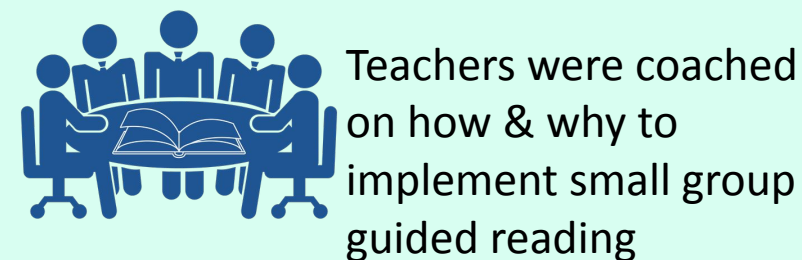 Teachers were coached
on how & why to
implement small group
guided reading